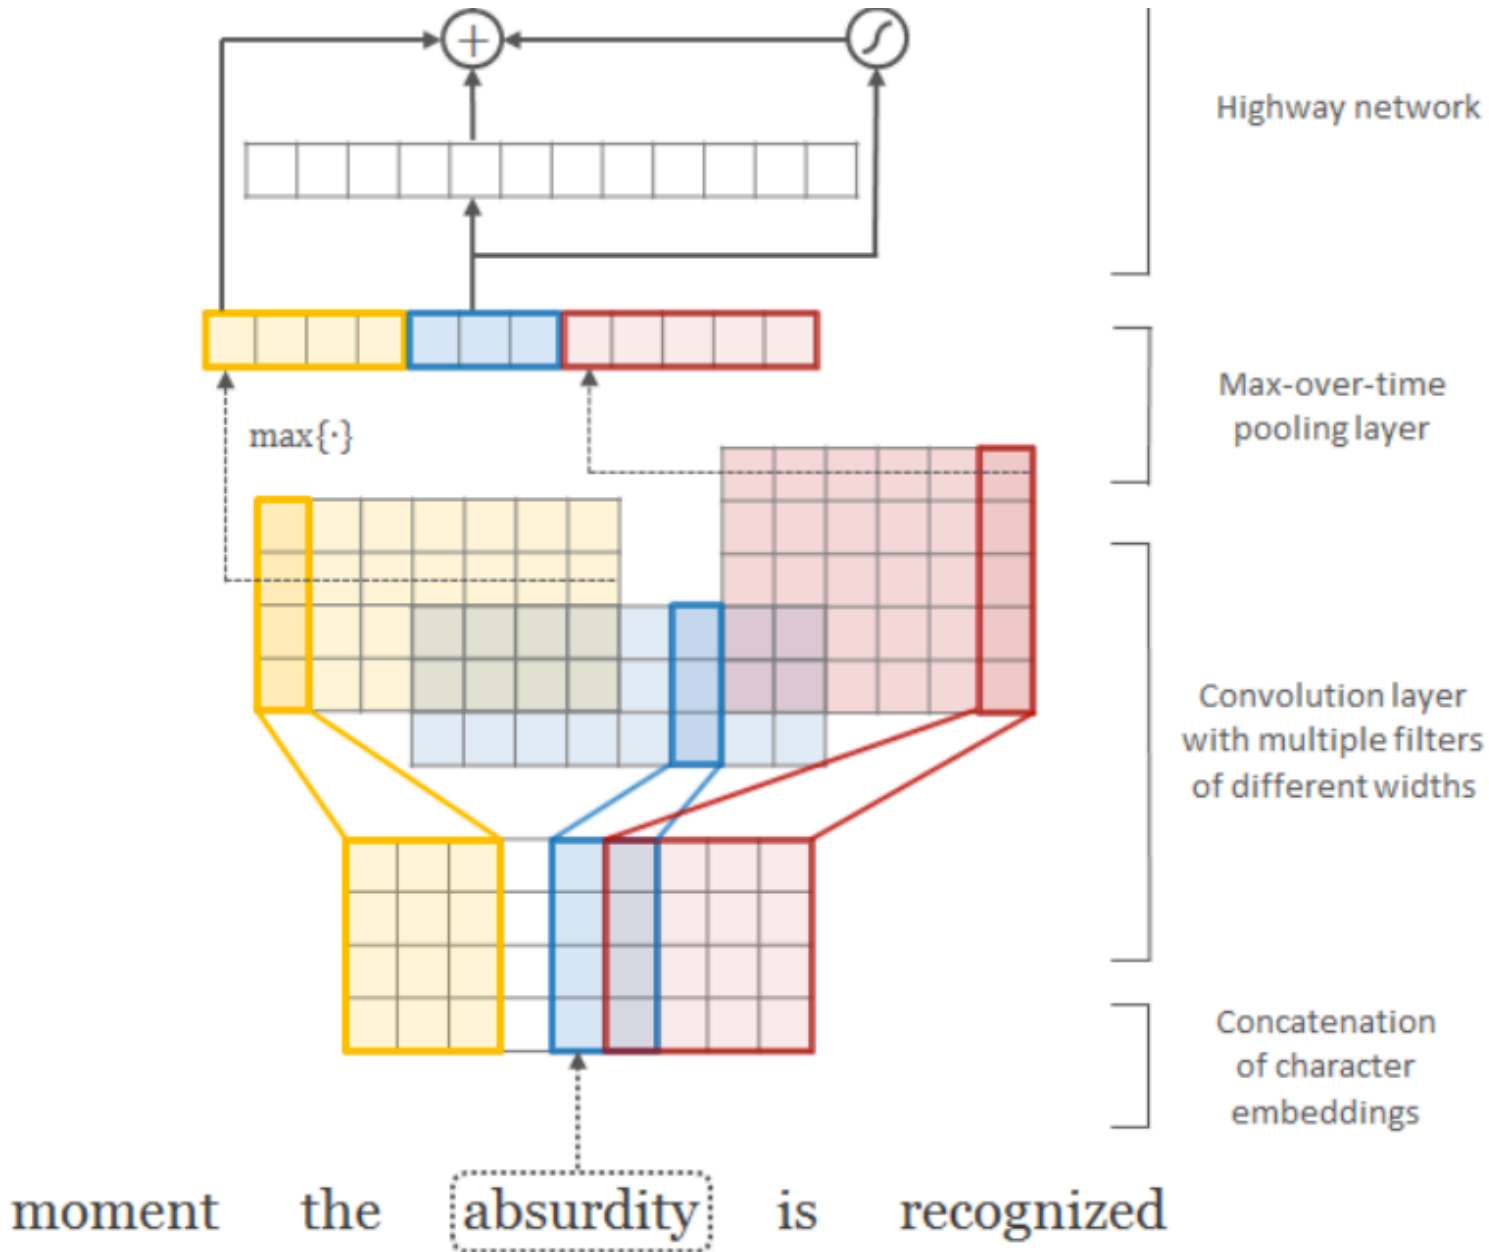 +
Highway network
Max-over-time
pooling layer
max{·}
Convolution layer
with multiple filters
of different widths
Concatenation
of character
embeddings
moment the absurdity is recognized